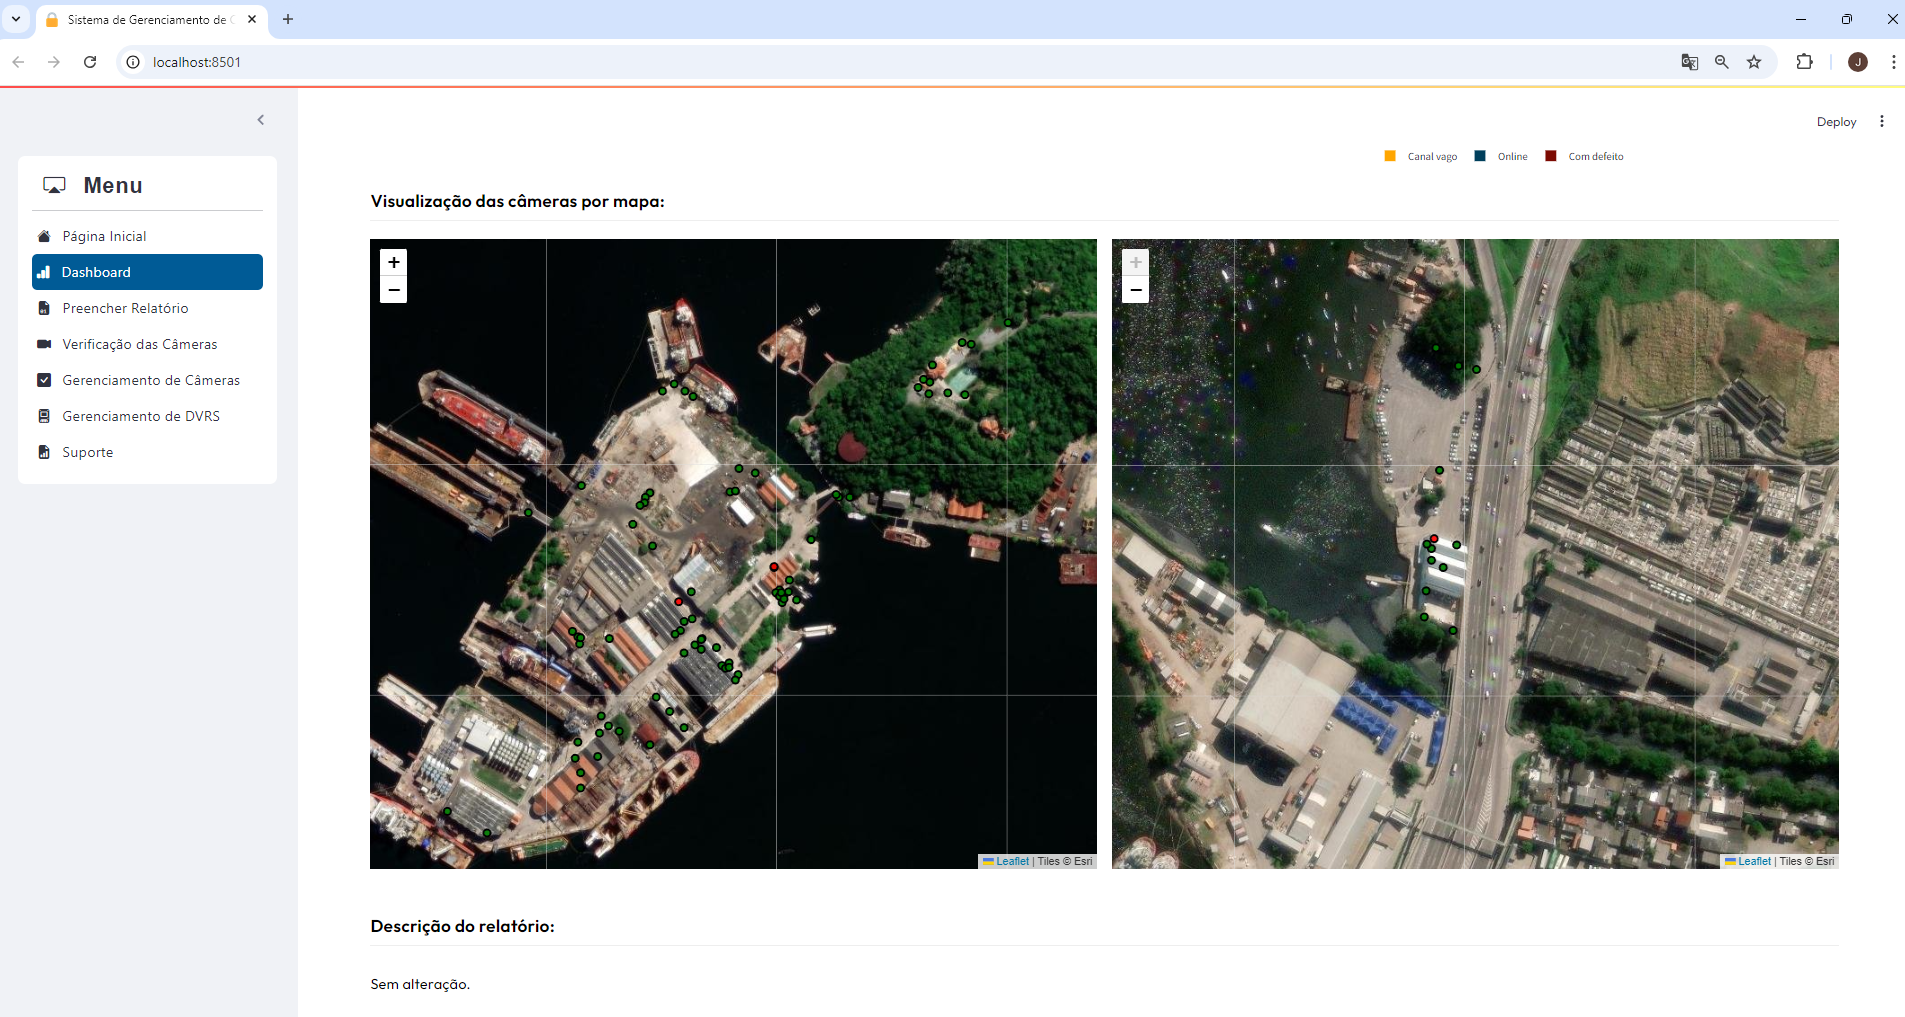 Sistema de Gerenciamento de C
localhost:8501
J
Deploy
Menu
Página Inicial
Dashboard
Preencher Relatório
Verificação das Câmeras
Gerenciamento de Câmeras
Gerenciamento de DVRS
Suporte
Canal vago Online Com defeito
Visualização das câmeras por mapa:
+
−
+
−
Leaflet | Tiles © Esri
Leaflet | Tiles © Esri
Descrição do relatório:
Sem alteração.